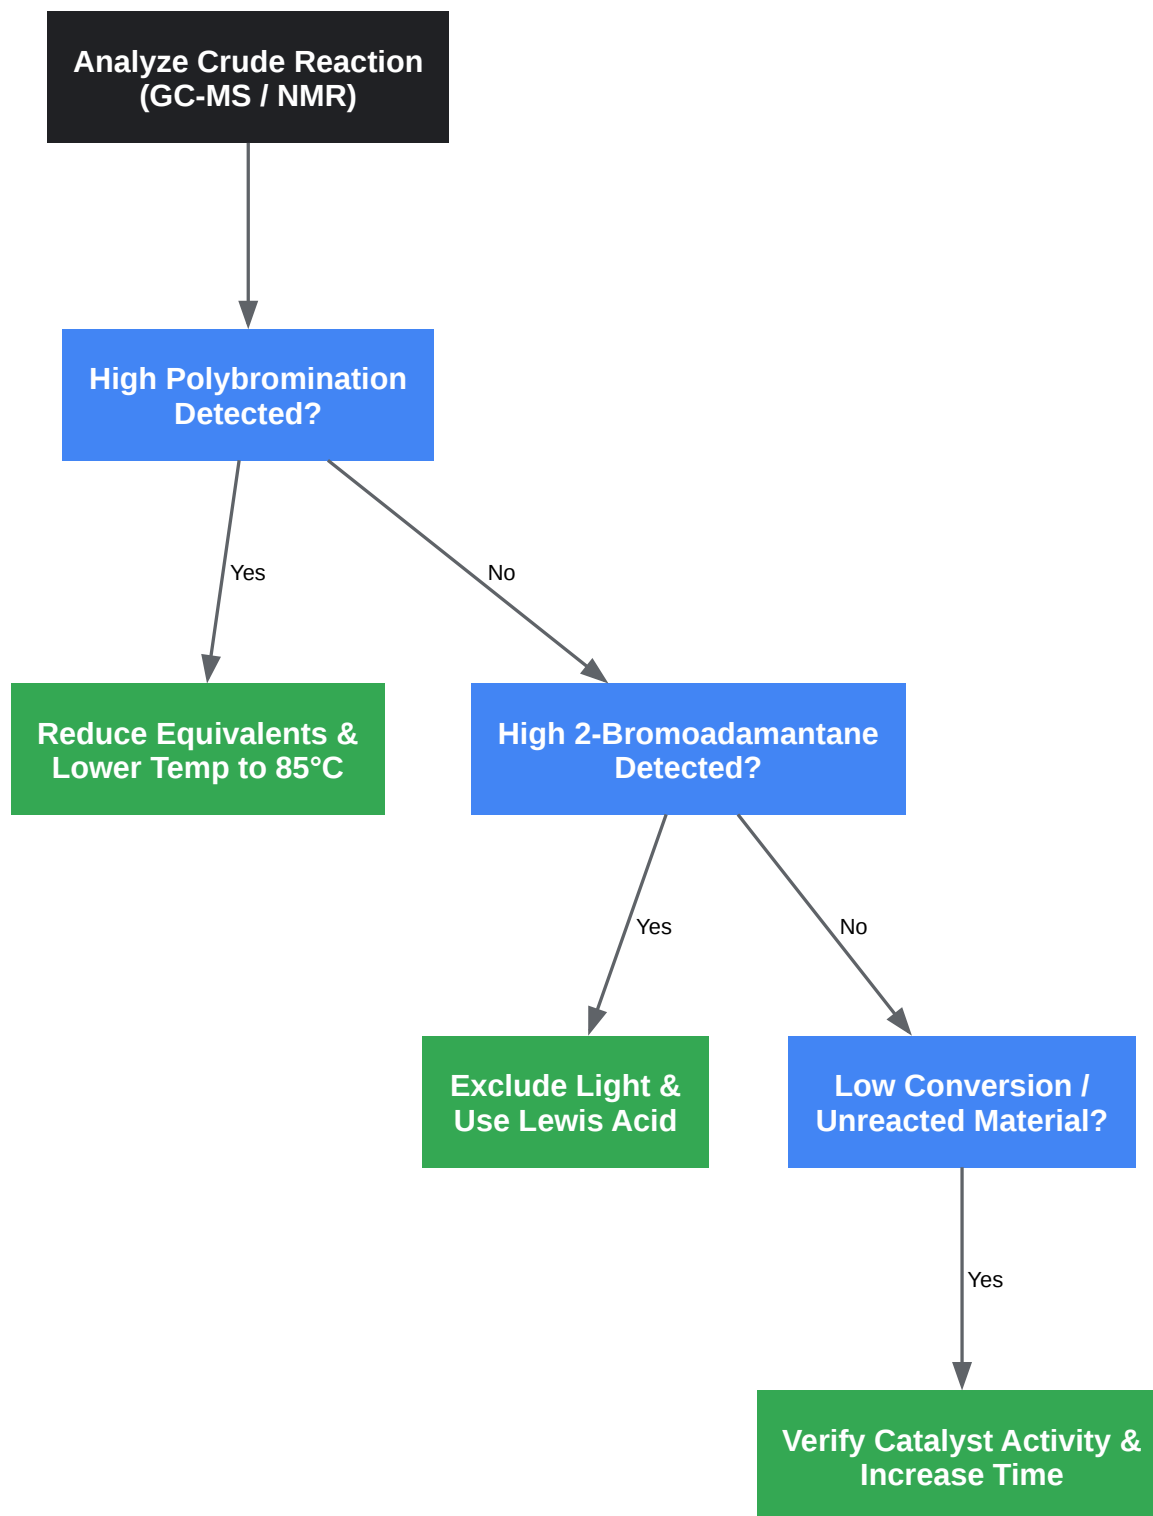 Analyze Crude Reaction
(GC-MS / NMR)
High Polybromination
Detected?
Yes
No
Reduce Equivalents &
Lower Temp to 85°C
High 2-Bromoadamantane
Detected?
Yes
No
Exclude Light &
Use Lewis Acid
Low Conversion /
Unreacted Material?
Yes
Verify Catalyst Activity &
Increase Time